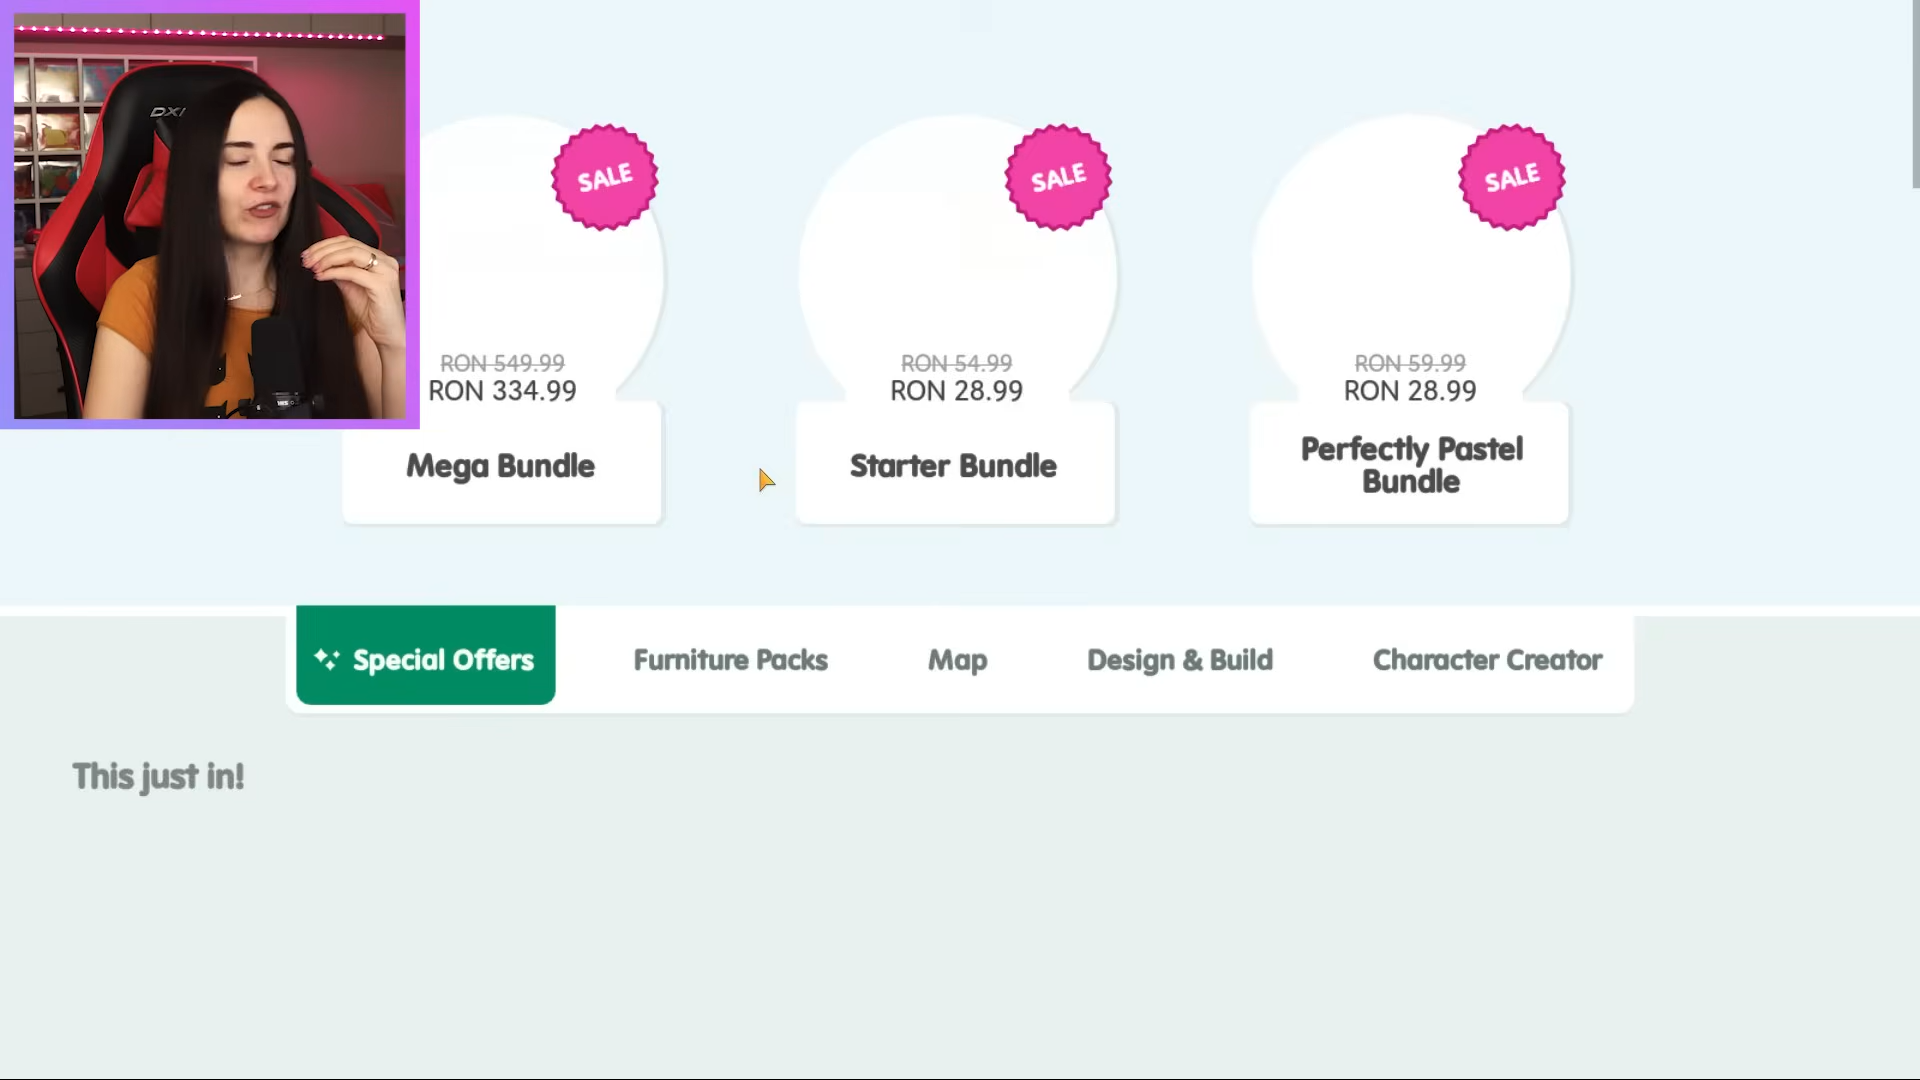 DXR
SALE
SALE
SALE
RON 549.99
RON 334.99
RON 54.99
RON 28.99
RON 59.99
RON 28.99
Mega Bundle
Starter Bundle
Perfectly Pastel
Bundle
Special Offers
Furniture Packs
Map
Design & Build
Character Creator
This just in!